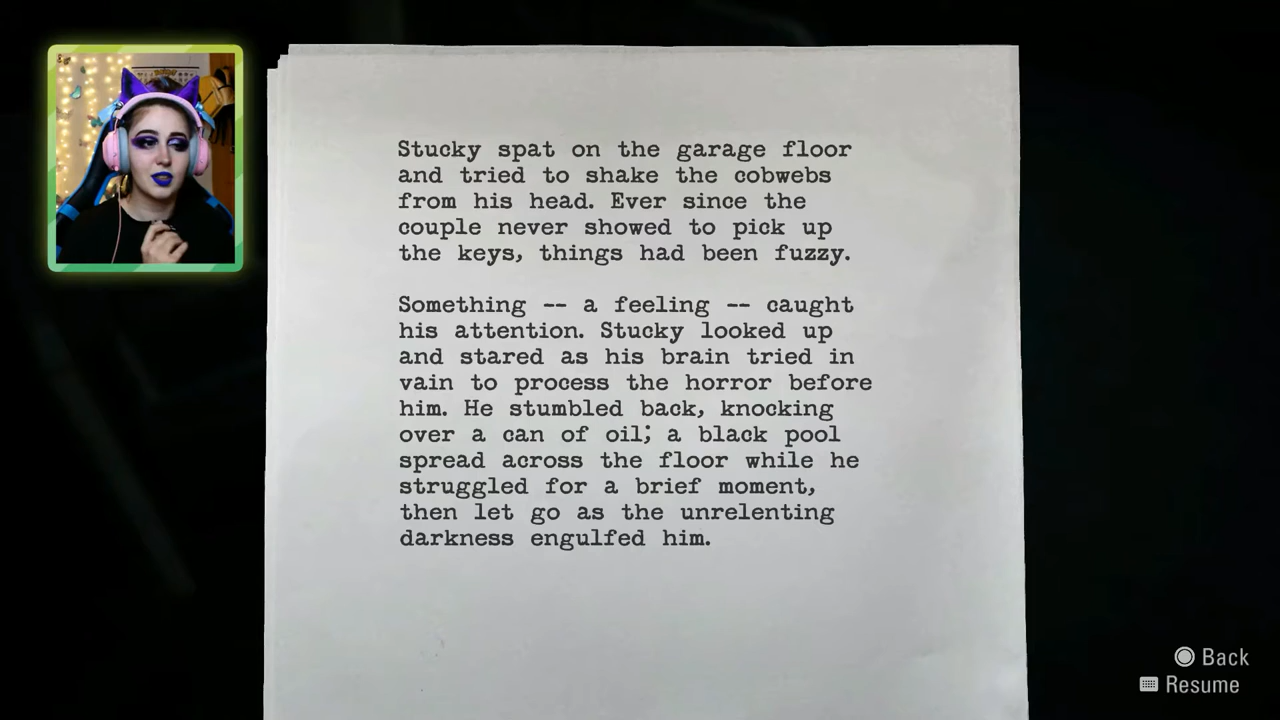 Stucky spat on the garage floor
and tried to shake the cobwebs
from his head. Ever since the
couple never showed to pick up
the keys, things had been fuzzy.
Something -- a feeling -- caught
his attention. Stucky looked up
and stared as his brain tried in
vain to process the horror before
him. He stumbled back, knocking
over a can of oil; a black pool
spread across the floor while he
struggled for a brief moment,
then let go as the unrelenting
darkness engulfed him.
Back
Resume